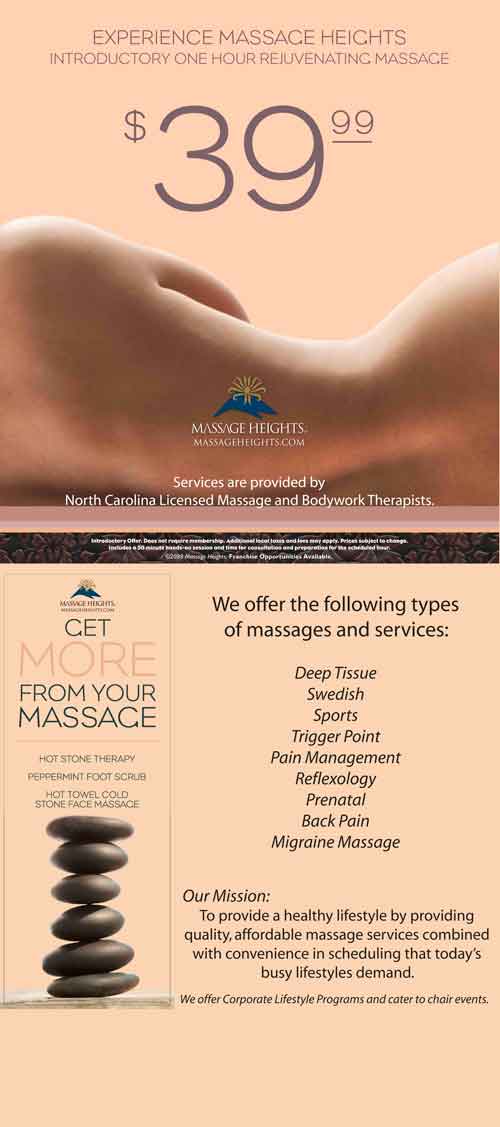 EXPERIENCE MASSAGE HEIGHTS
INTRODUCTORY ONE HOUR REJUVENATING MASSAGE
$39 99
MASSAGE HEIGHTS
MASSAGEHEIGHTS.COM
Services are provided by
North Carolina Licensed Massage and Bodywork Therapists.
Introductory Offer. Does not require membership. Additional local taxes and fees may apply. Prices subject to change.
Includes a 50 minute hands-on session and time for consultation and preparation for the scheduled hour.
Massage Heights. Franchise Opportunities Available.
MASSAGE HEIGHTS
MASSAGEHEIGHTS.COM
GET
MORE
FROM YOUR
MASSAGE
HOT STONE THERAPY
PEPPERMINT FOOT SCRUB
HOT TOWEL COLD
STONE FACE MASSAGE
We offer the following types
of massages and services:
Deep Tissue
Swedish
Sports
Trigger Point
Pain Management
Reflexology
Prenatal
Back Pain
Migraine Massage
Our Mission:
To provide a healthy lifestyle by providing
quality, affordable massage services combined
with convenience in scheduling that today's
busy lifestyles demand.
We offer Corporate Lifestyle Programs and cater to chair events.